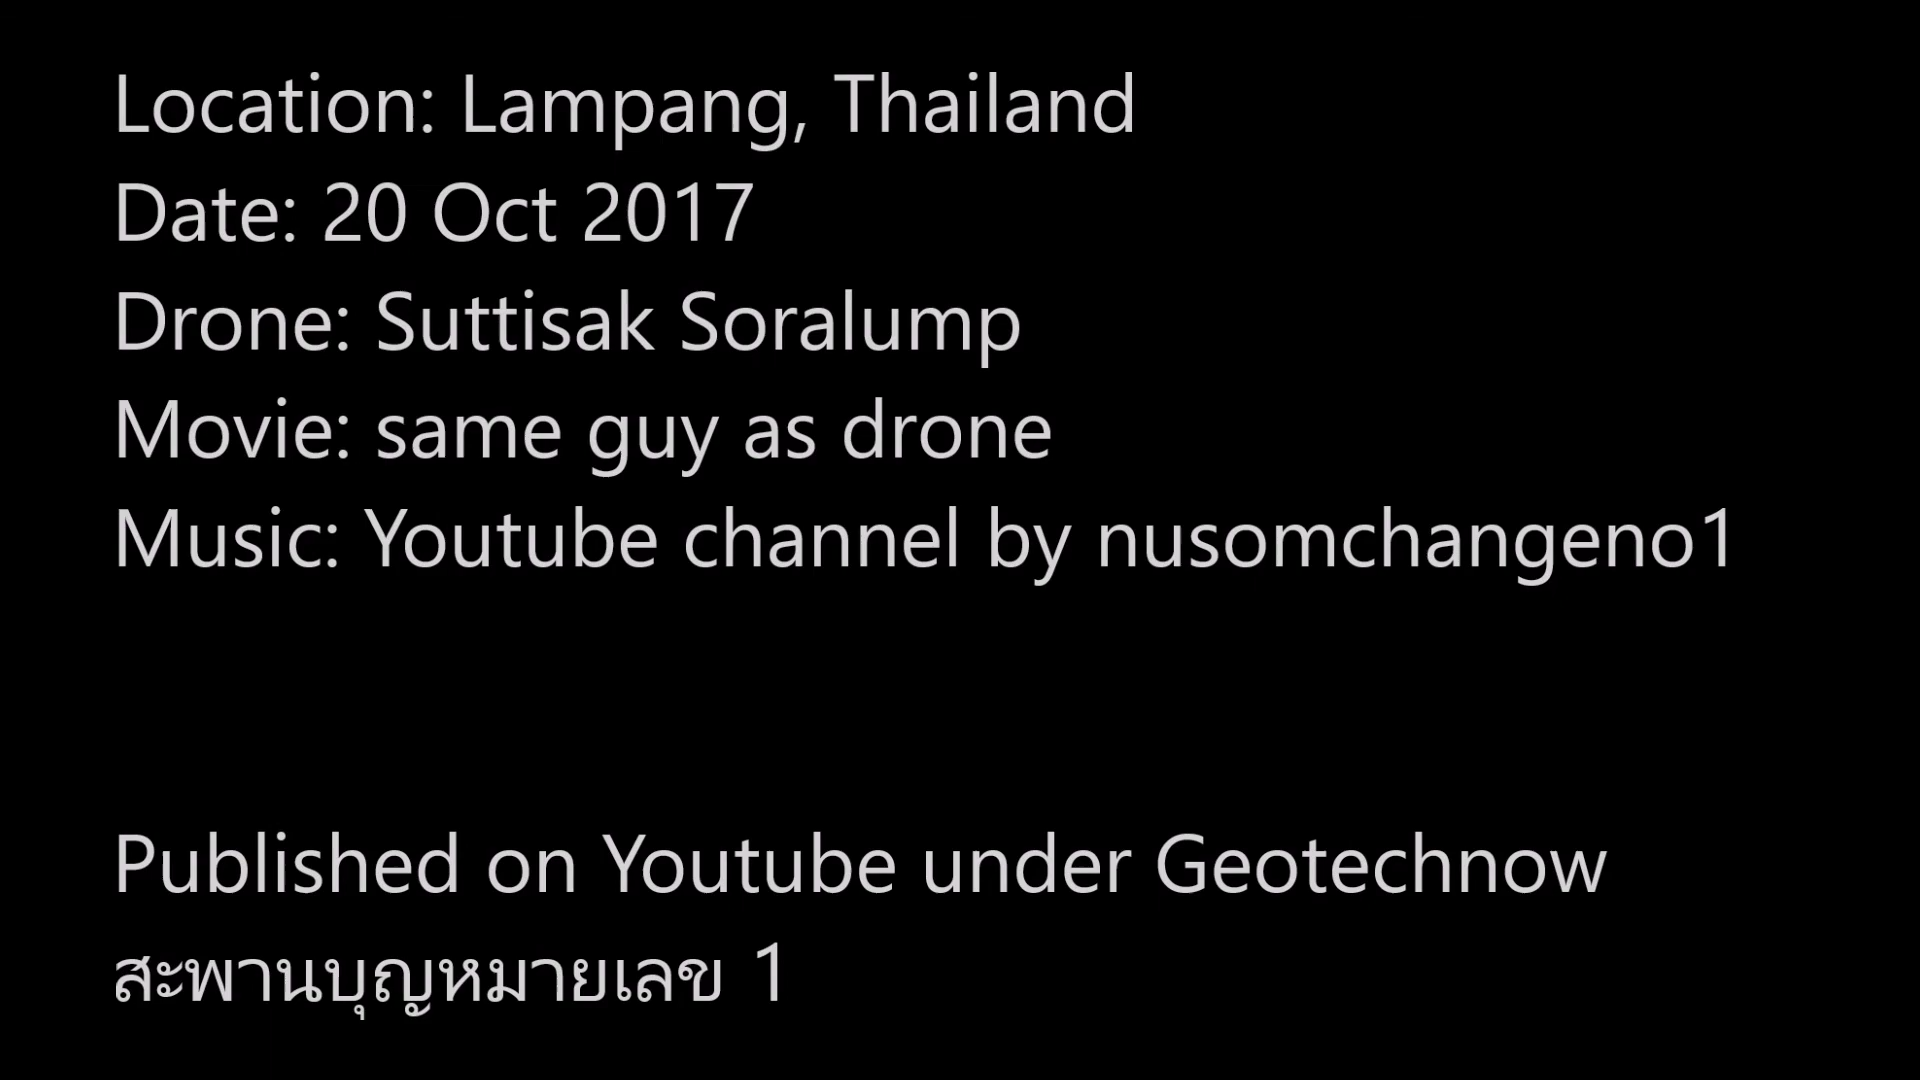 Location: Lampang, Thailand
Date: 20 Oct 2017
Drone: Suttisak Soralump
Movie: same guy as drone
Music: Youtube channel by nusomchangeno1
Published on Youtube under Geotechnow
สะพานบุญหมายเลข 1